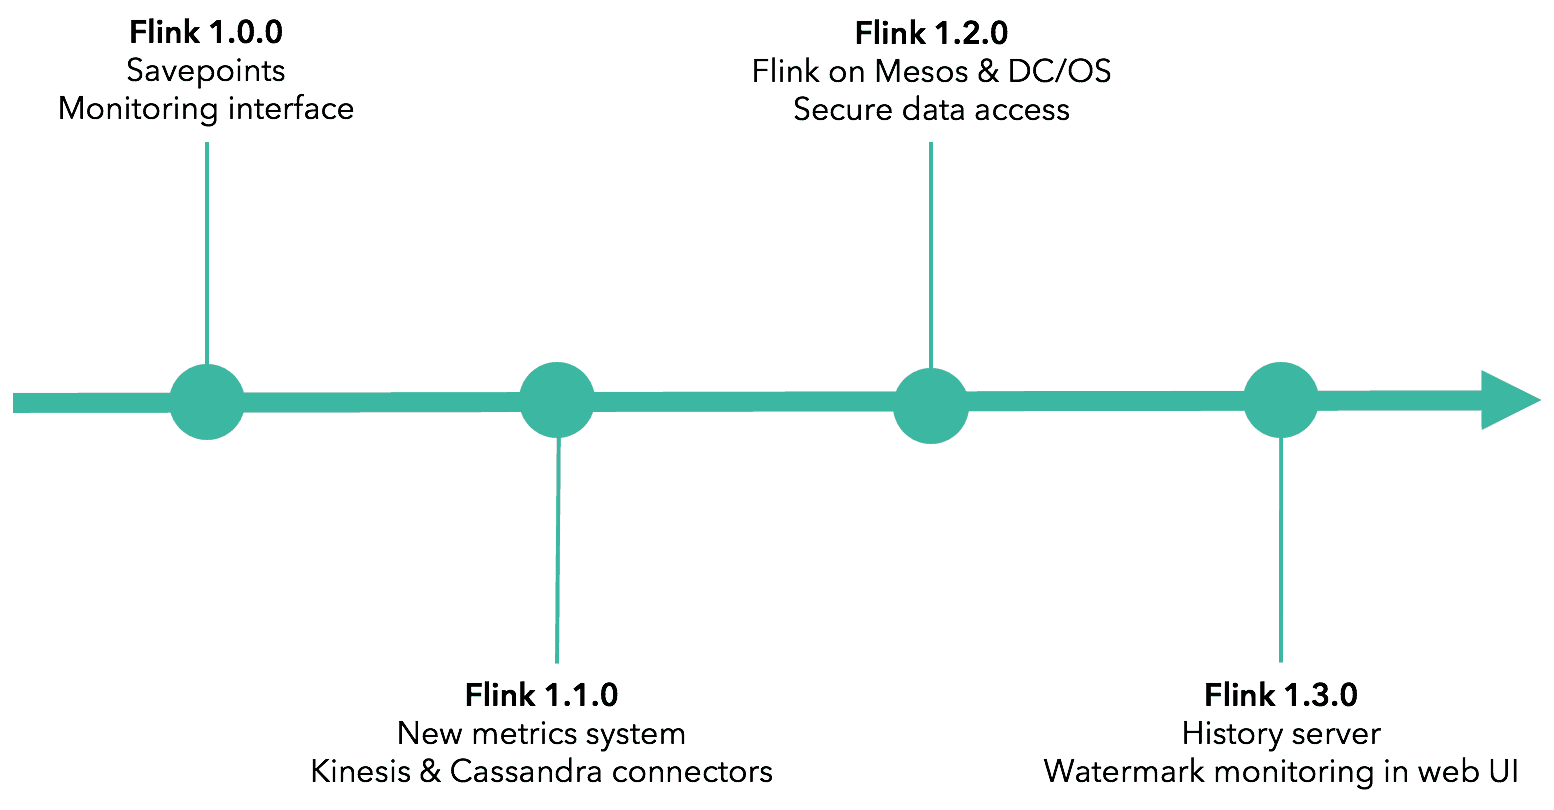 Flink 1.0.0
Savepoints
Monitoring interface
Flink 1.2.0
Flink on Mesos & DC/OS
Secure data access
Flink 1.1.0
New metrics system
Kinesis & Cassandra connectors
Flink 1.3.0
History server
Watermark monitoring in web UI